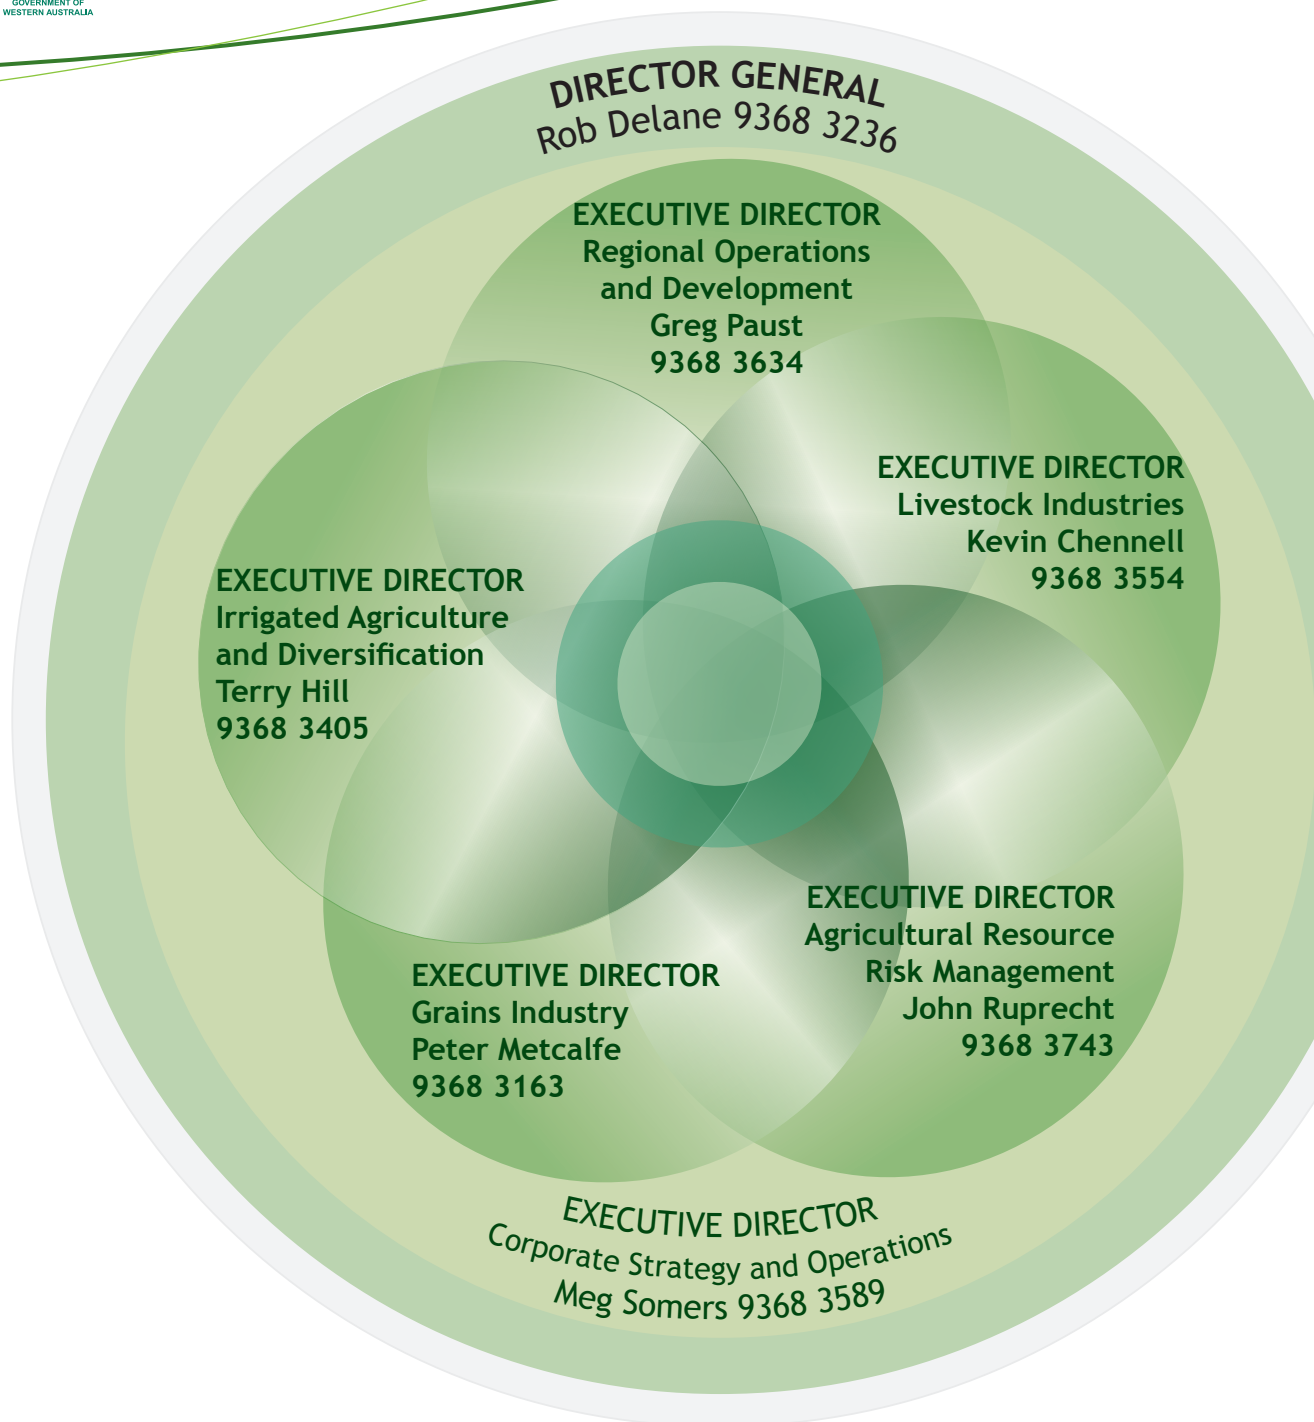 GOVERNMENT OF
WESTERN AUSTRALIA
DIRECTOR GENERAL
Rob Delane 9368 3236
EXECUTIVE DIRECTOR
Regional Operations
and Development
Greg Paust
9368 3634
EXECUTIVE DIRECTOR
Livestock Industries
Kevin Chennell
9368 3554
EXECUTIVE DIRECTOR
Irrigated Agriculture
and Diversification
Terry Hill
9368 3405
EXECUTIVE DIRECTOR
Agricultural Resource
Risk Management
John Ruprecht
9368 3743
EXECUTIVE DIRECTOR
Grains Industry
Peter Metcalfe
9368 3163
EXECUTIVE DIRECTOR
Corporate Strategy and Operations
Meg Somers 9368 3589